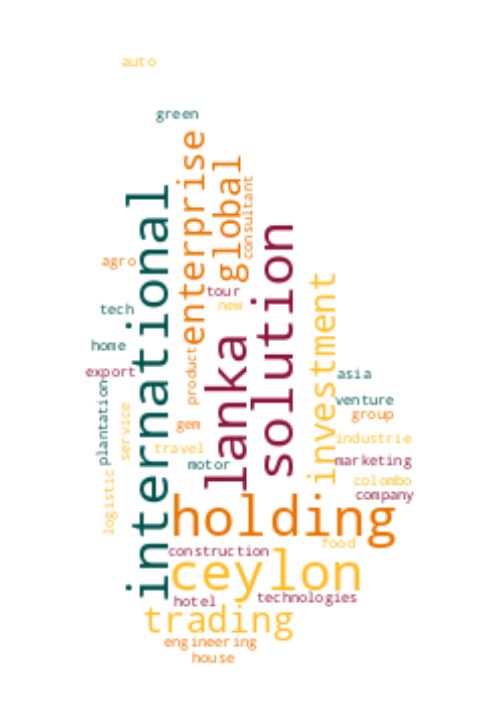 auto
green
enterprise
global
consultant
international
solution
agro
tour
new
tech
lanka
investment
home
product
export
asia
plantation
venture
service
group
gem
industrie
travel
motor
marketing
logistic
colombo
company
holding
food
construction
ceylon
hotel
technologies
trading
engineering
house